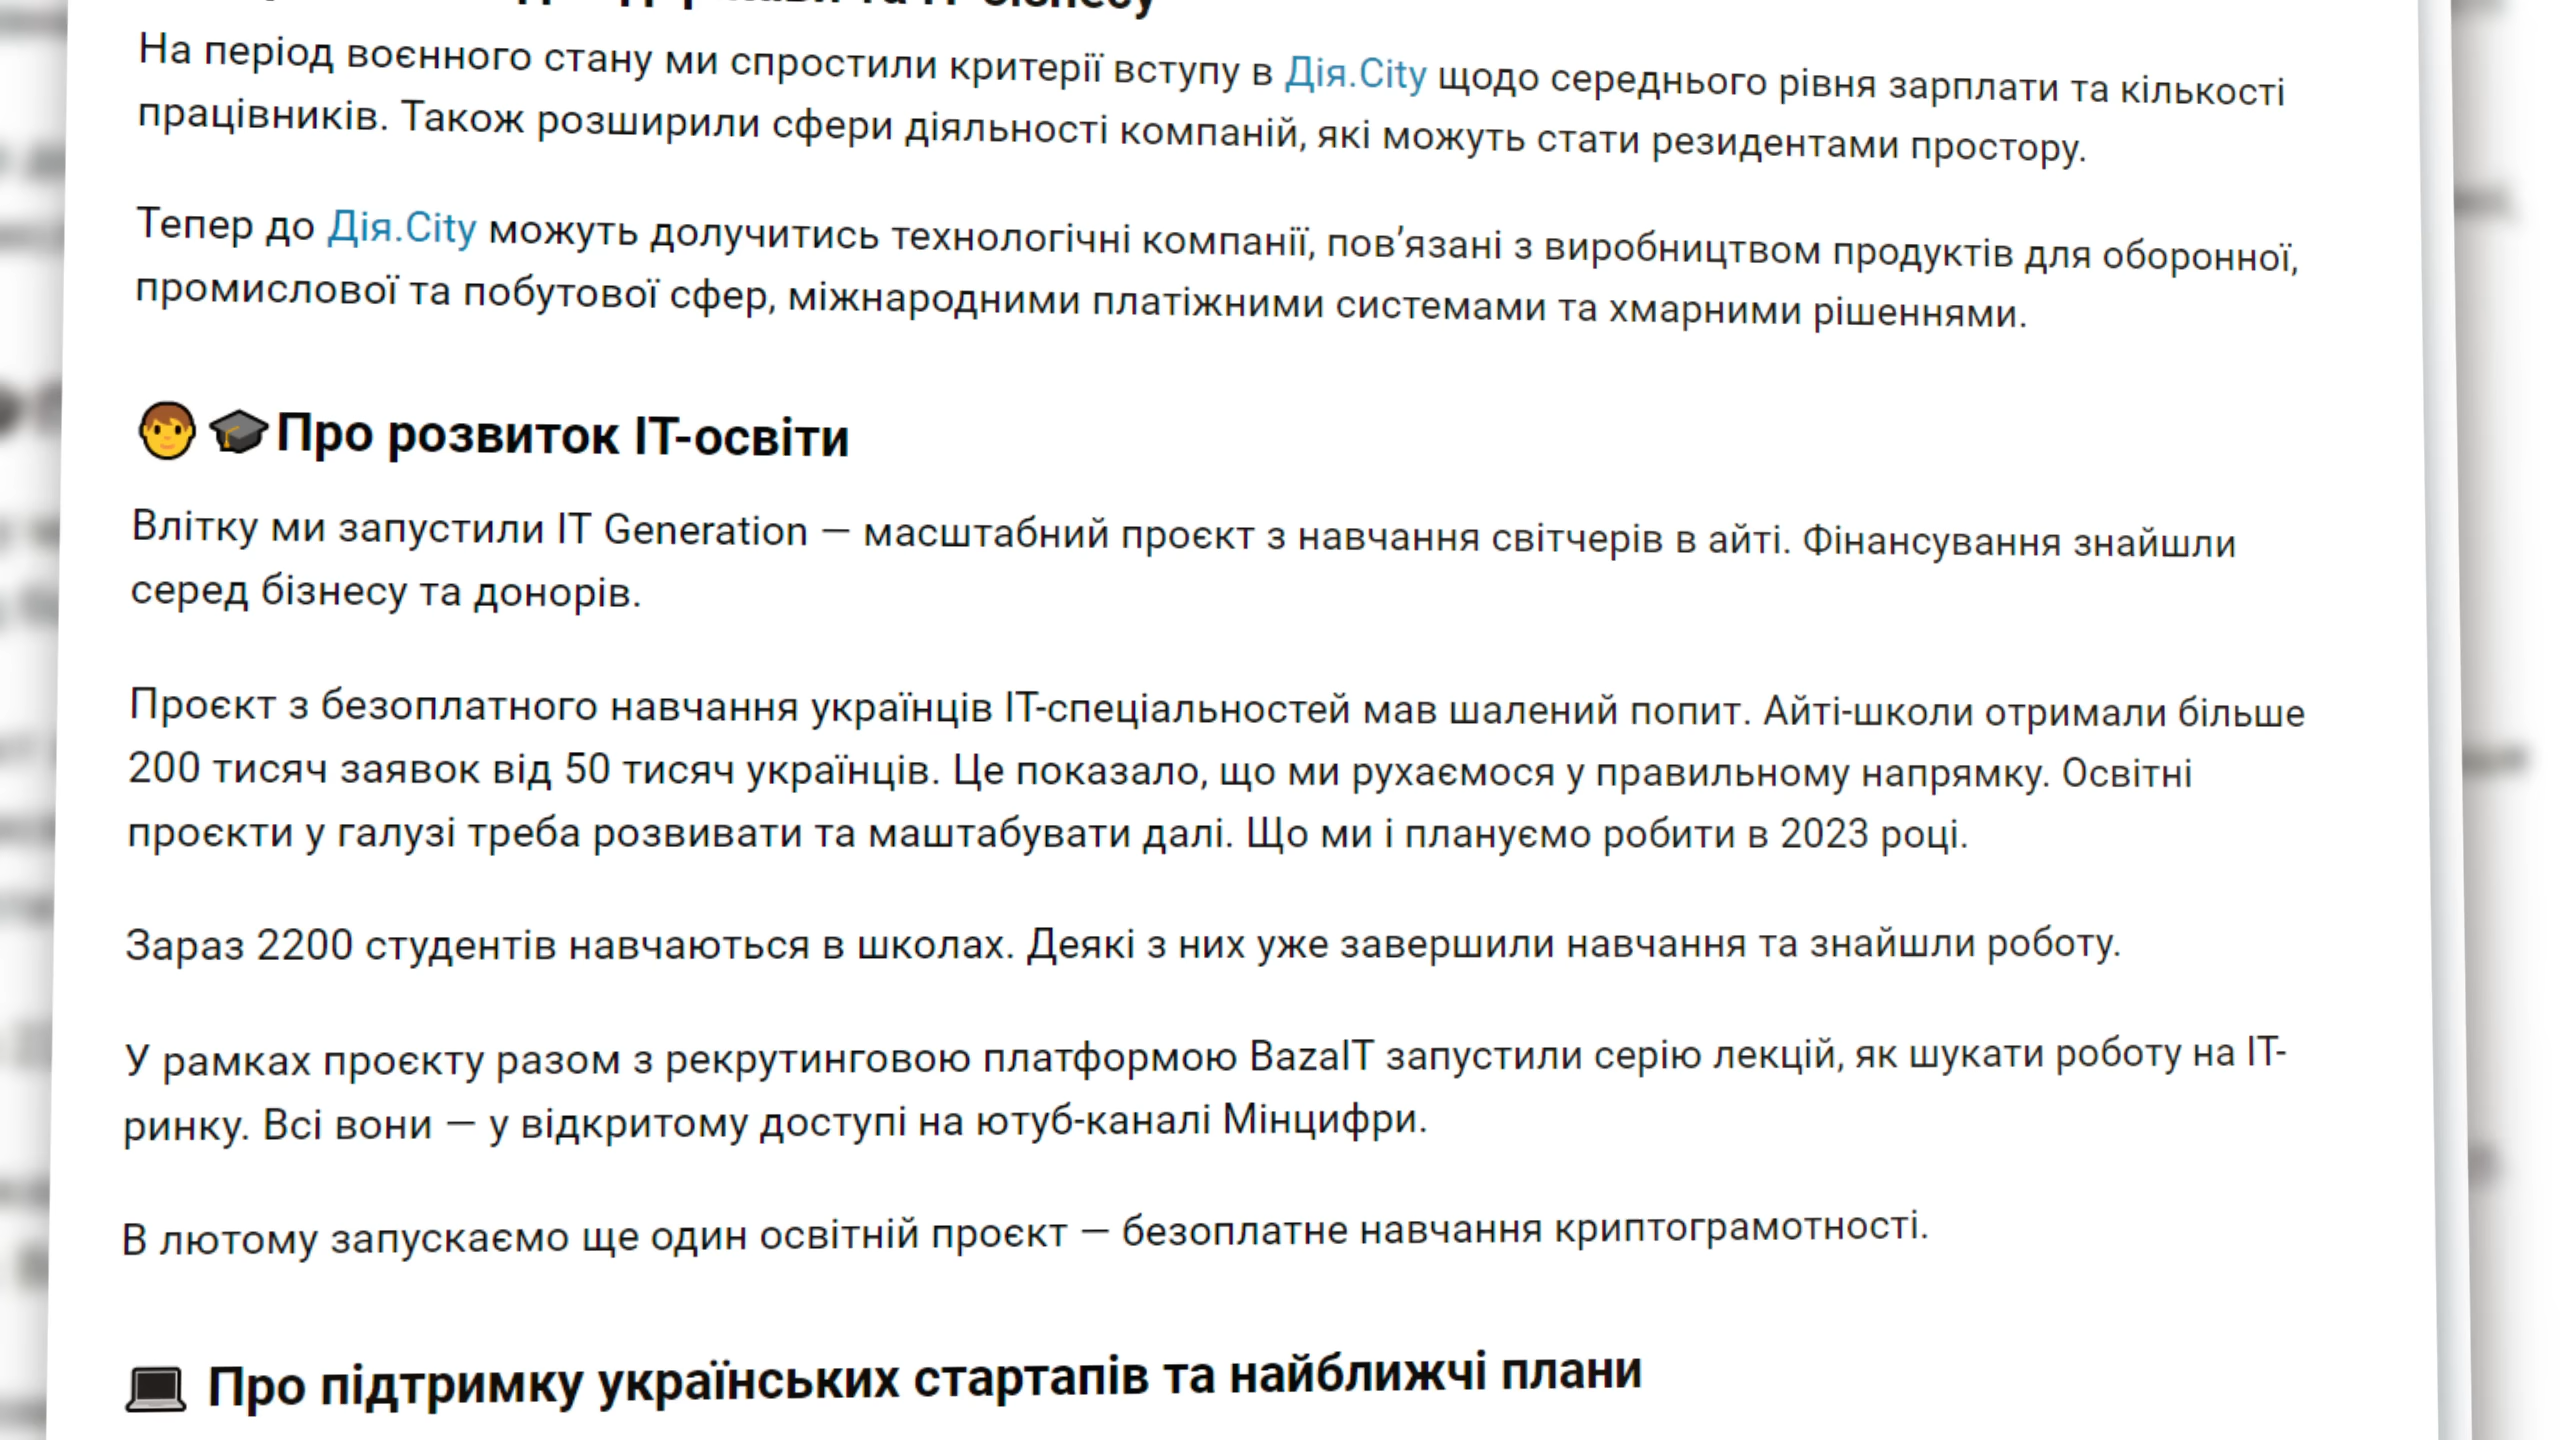 та ІТ-бізнесу
На період воєнного стану ми спростили критерії вступу в Дія.City щодо середнього рівня зарплати та кількості
працівників. Також розширили сфери діяльності компаній, які можуть стати резидентами простору.
Тепер до Дія.City можуть долучитись технологічні компанії, пов’язані з виробництвом продуктів для оборонної,
промислової та побутової сфер, міжнародними платіжними системами та хмарними рішеннями.
🧑🎓Про розвиток ІТ-освіти
Влітку ми запустили IT Generation — масштабний проєкт з навчання світчерів в айті. Фінансування знайшли
серед бізнесу та донорів.
Проєкт з безоплатного навчання українців ІТ-спеціальностей мав шалений попит. Айті-школи отримали більше
200 тисяч заявок від 50 тисяч українців. Це показало, що ми рухаємося у правильному напрямку. Освітні
проєкти у галузі треба розвивати та маштабувати далі. Що ми і плануємо робити в 2023 році.
Зараз 2200 студентів навчаються в школах. Деякі з них уже завершили навчання та знайшли роботу.
У рамках проєкту разом з рекрутинговою платформою BazaIT запустили серію лекцій, як шукати роботу на ІТ-
ринку. Всі вони — у відкритому доступі на ютуб-каналі Мінцифри.
В лютому запускаємо ще один освітній проєкт — безоплатне навчання криптограмотності.
💻 Про підтримку українських стартапів та найближчі плани